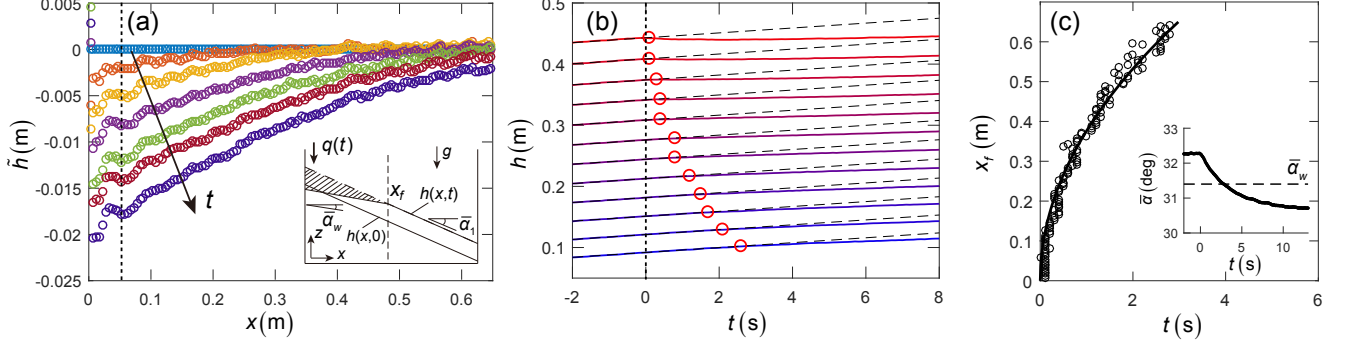 (a)
0.005
0
-0.005
-0.01
-0.015
-0.02
-0.025
h̃ (m)
0
0.1
0.2
0.3
0.4
0.5
0.6
x (m)
t
q(t)
g
x_f
h(x,t)
ᾱ_w
h(x,0)
ᾱ_1
z
x
(b)
0.5
0.4
0.3
0.2
0.1
h (m)
-2
0
2
4
6
8
t (s)
(c)
0.7
0.6
0.5
0.4
0.3
0.2
0.1
0
x_f (m)
0
2
4
6
t (s)
33
32
31
30
ᾱ (deg)
ᾱ_w
0
5
10
t (s)